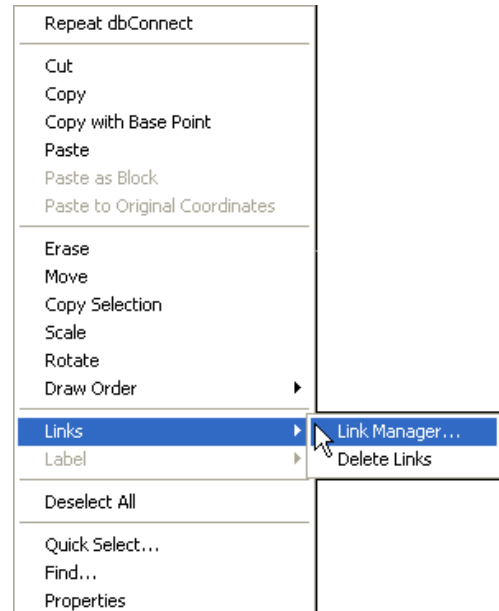 Repeat dbConnect
Cut
Copy
Copy with Base Point
Paste
Paste as Block
Paste to Original Coordinates
Erase
Move
Copy Selection
Scale
Rotate
Draw Order
Links
Link Manager...
Label
Delete Links
Deselect All
Quick Select...
Find...
Properties